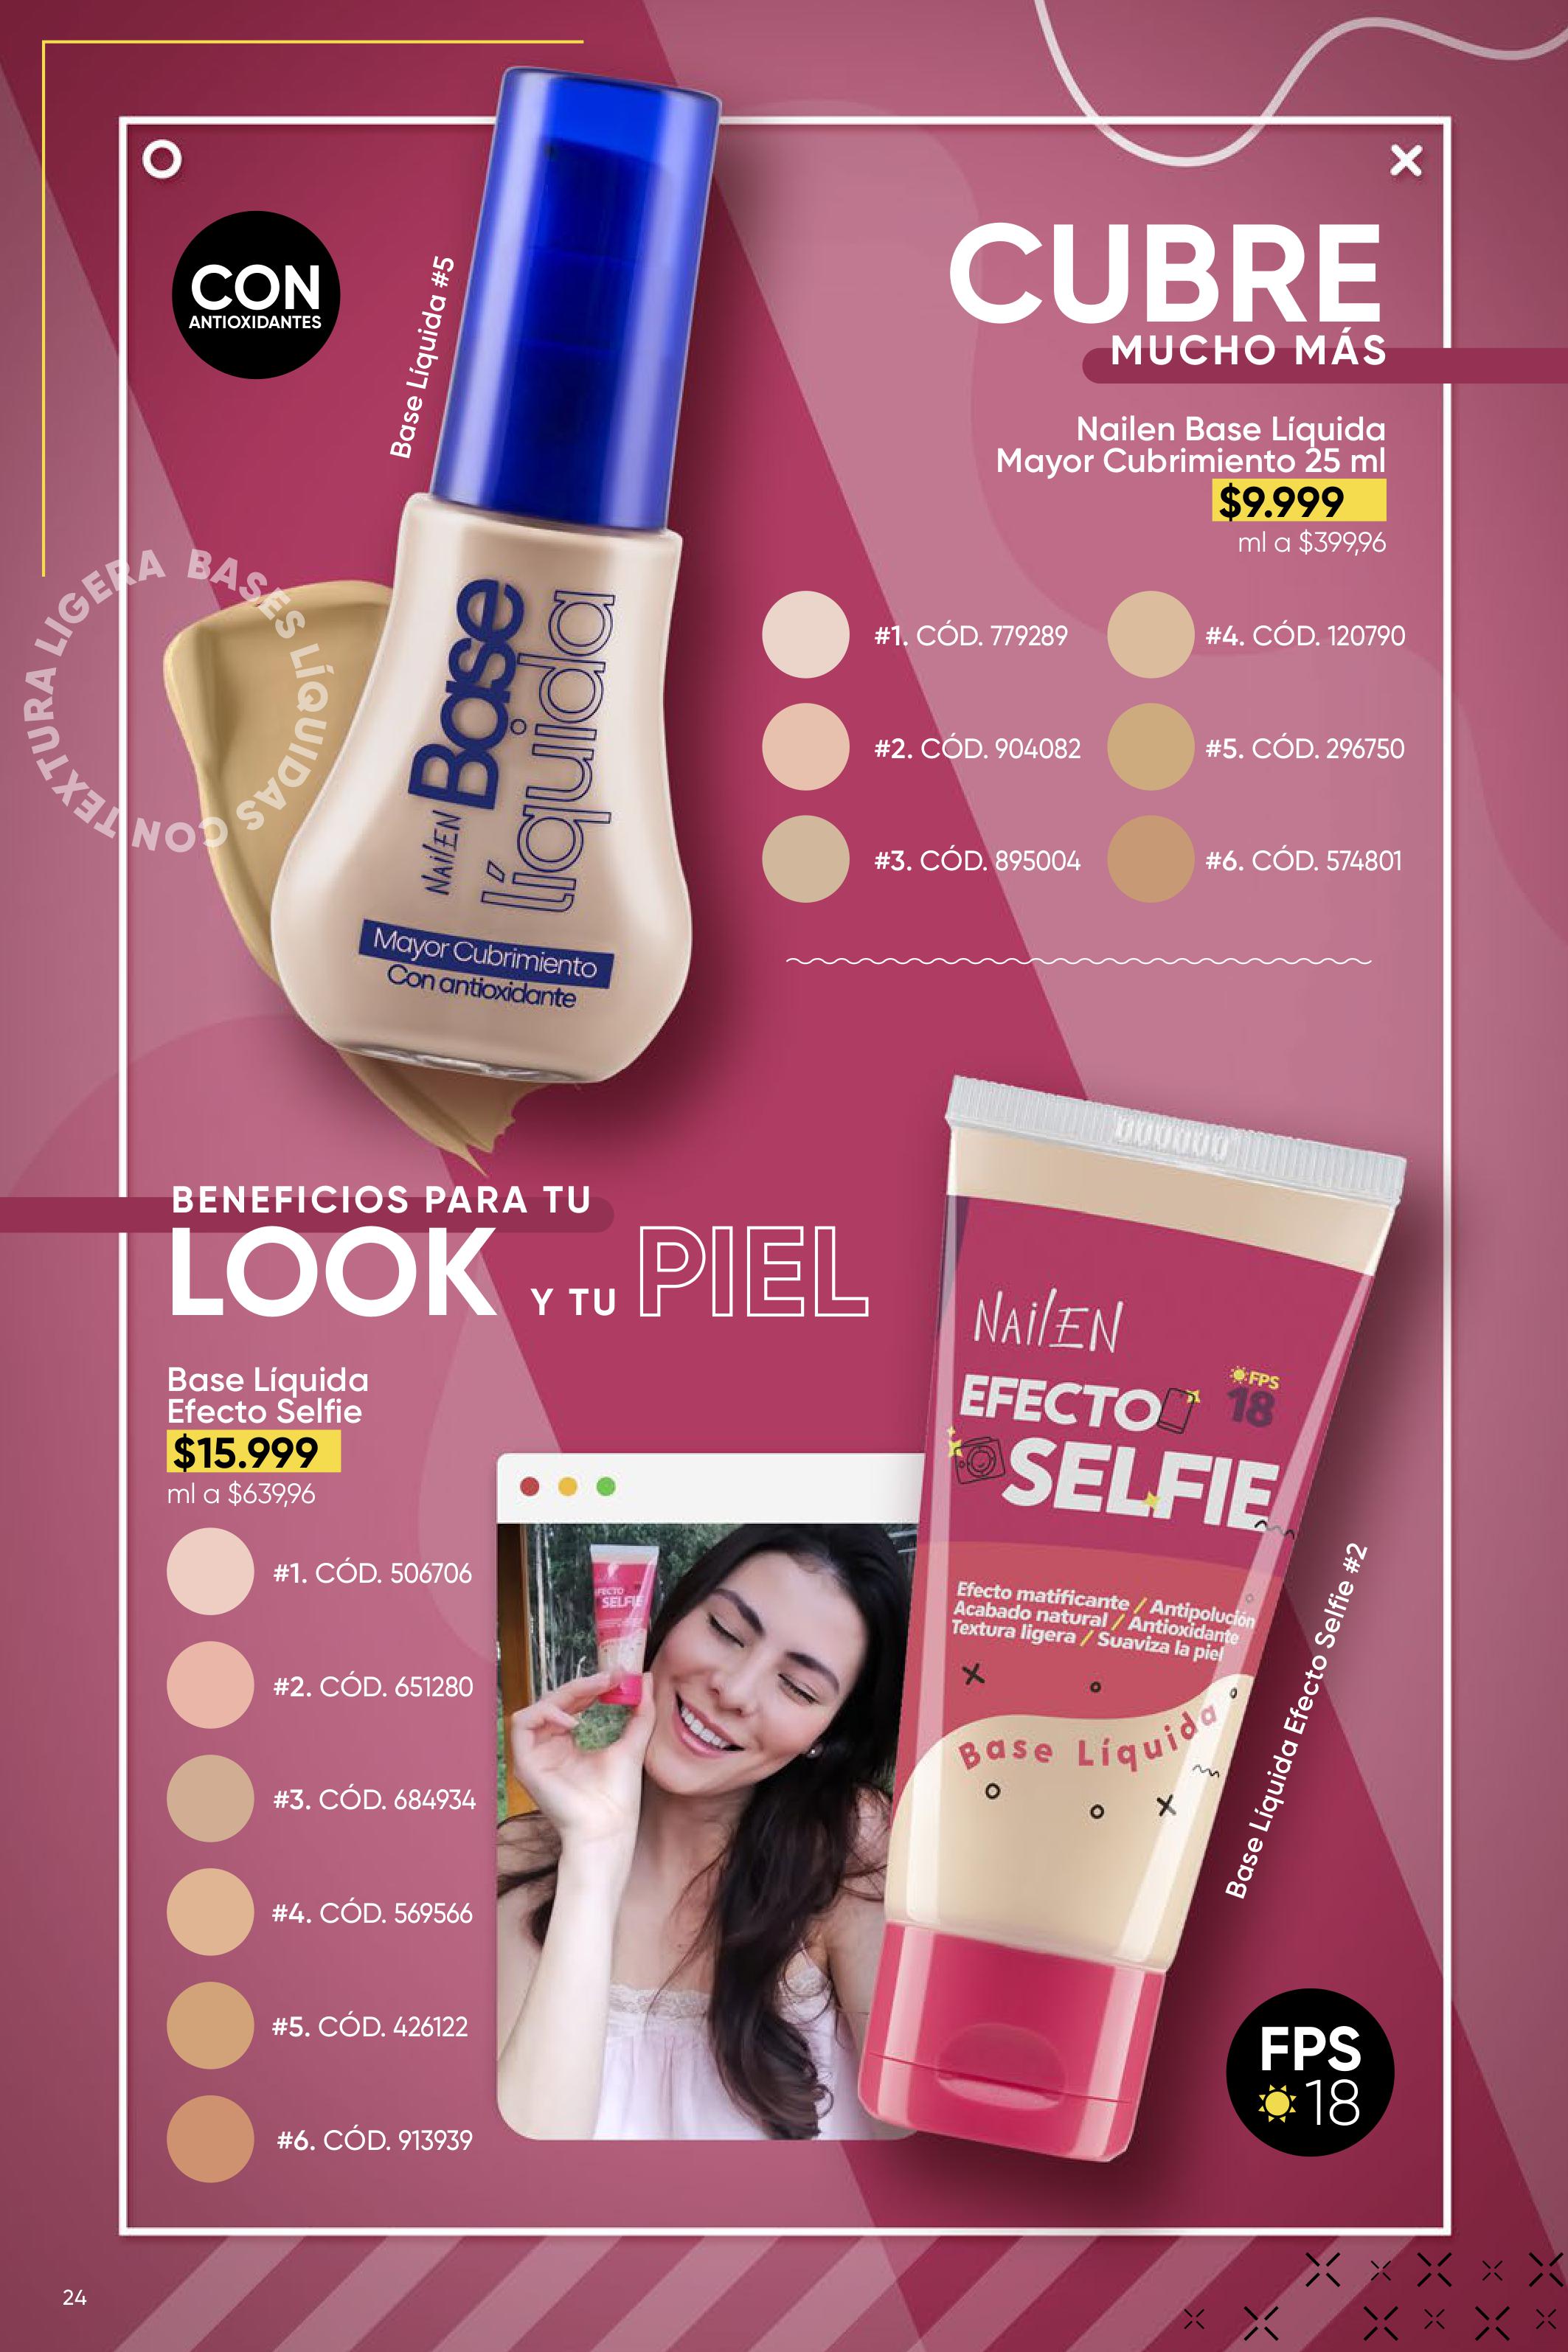 CON
ANTIOXIDANTES
Base Líquida #5
CUBRE
MUCHO MÁS
Nailen Base Líquida
Mayor Cubrimiento 25 ml
$9.999
ml a $399,96
#1. CÓD. 779289
#4. CÓD. 120790
#2. CÓD. 904082
#5. CÓD. 296750
#3. CÓD. 895004
#6. CÓD. 574801
BASES LÍQUIDAS CON TEXTURA LIGERA
NAilEN Base
líquida
Mayor Cubrimiento
Con antioxidante
BENEFICIOS PARA TU
LOOK Y TU PIEL
Base Líquida
Efecto Selfie
$15.999
ml a $639,96
#1. CÓD. 506706
#2. CÓD. 651280
#3. CÓD. 684934
#4. CÓD. 569566
#5. CÓD. 426122
#6. CÓD. 913939
EFECTO
SELFIE
NAilEN
FPS
18
EFECTO
SELFIE
Efecto matificante / Antipolución
Acabado natural / Antioxidante
Textura ligera / Suaviza la piel
Base Líquida
Base Líquida Efecto Selfie #2
FPS
18
24